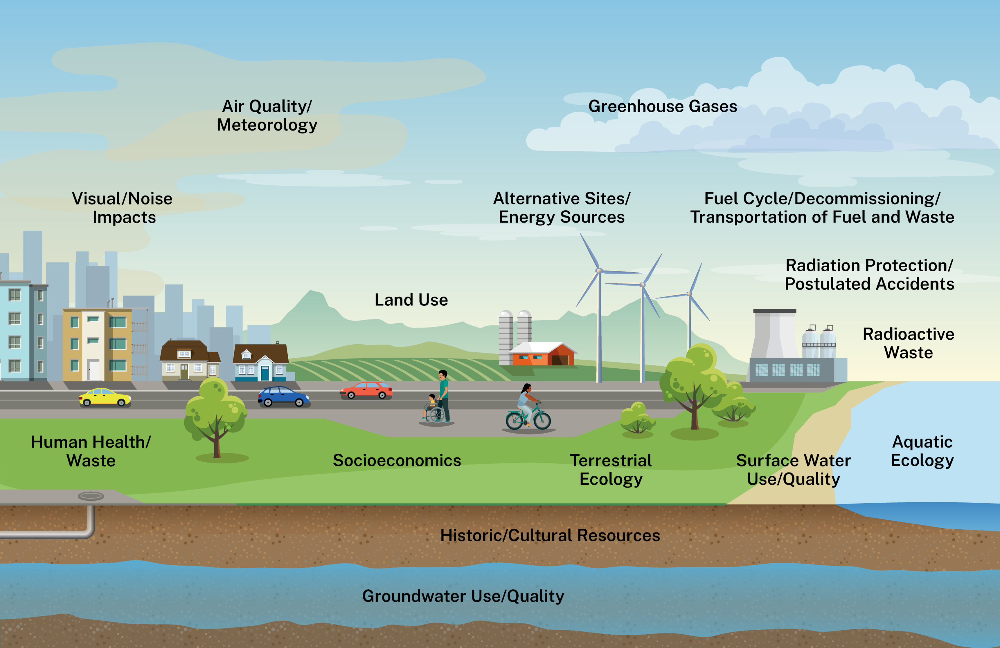 Air Quality/
Meteorology
Greenhouse Gases
Visual/Noise
Impacts
Alternative Sites/
Energy Sources
Fuel Cycle/Decommissioning/
Transportation of Fuel and Waste
Radiation Protection/
Postulated Accidents
Land Use
Radioactive
Waste
Human Health/
Waste
Socioeconomics
Terrestrial
Ecology
Surface Water
Use/Quality
Aquatic
Ecology
Historic/Cultural Resources
Groundwater Use/Quality